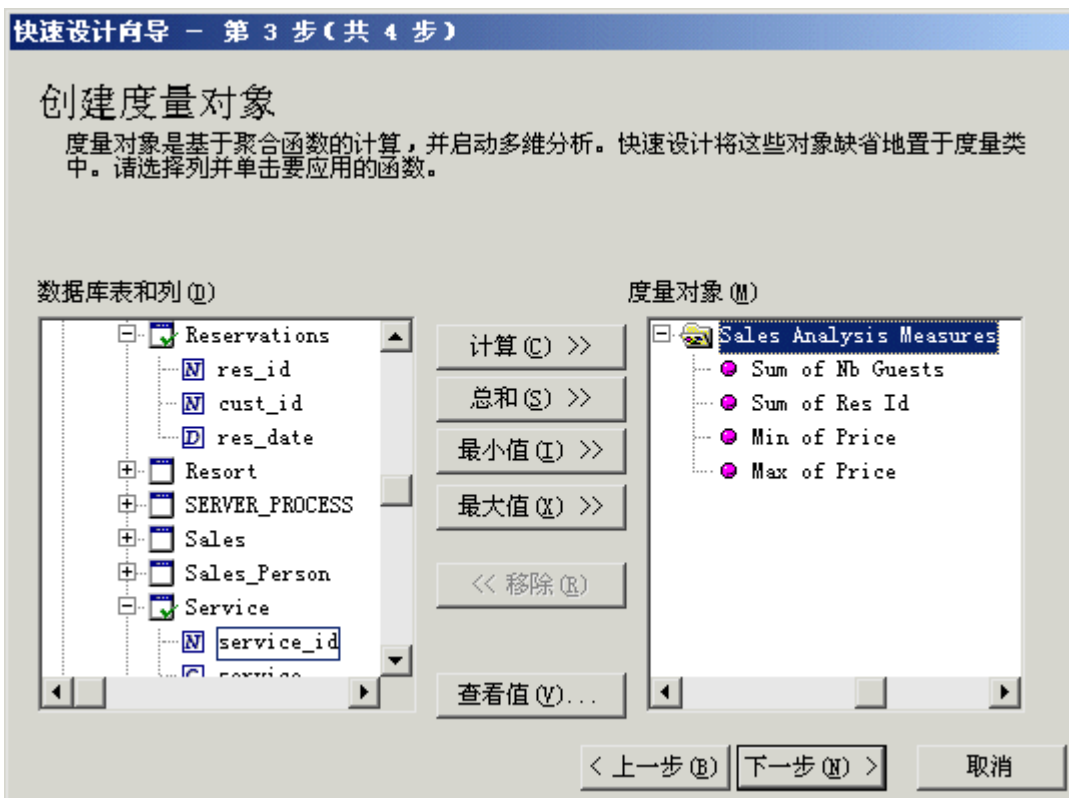 快速设计向导 － 第 3 步(共 4 步)
创建度量对象
度量对象是基于聚合函数的计算，并启动多维分析。快速设计将这些对象缺省地置于度量类
中。请选择列并单击要应用的函数。
数据库表和列(D)
Reservations
N res_id
N cust_id
D res_date
Resort
SERVER_PROCESS
Sales
Sales_Person
Service
N service_id
C service
计算(C) >>
总和(S) >>
最小值(I) >>
最大值(X) >>
<< 移除(R)
查看值(V)...
度量对象(M)
Sales Analysis Measures
Sum of Nb Guests
Sum of Res Id
Min of Price
Max of Price
< 上一步(B)
下一步(N) >
取消